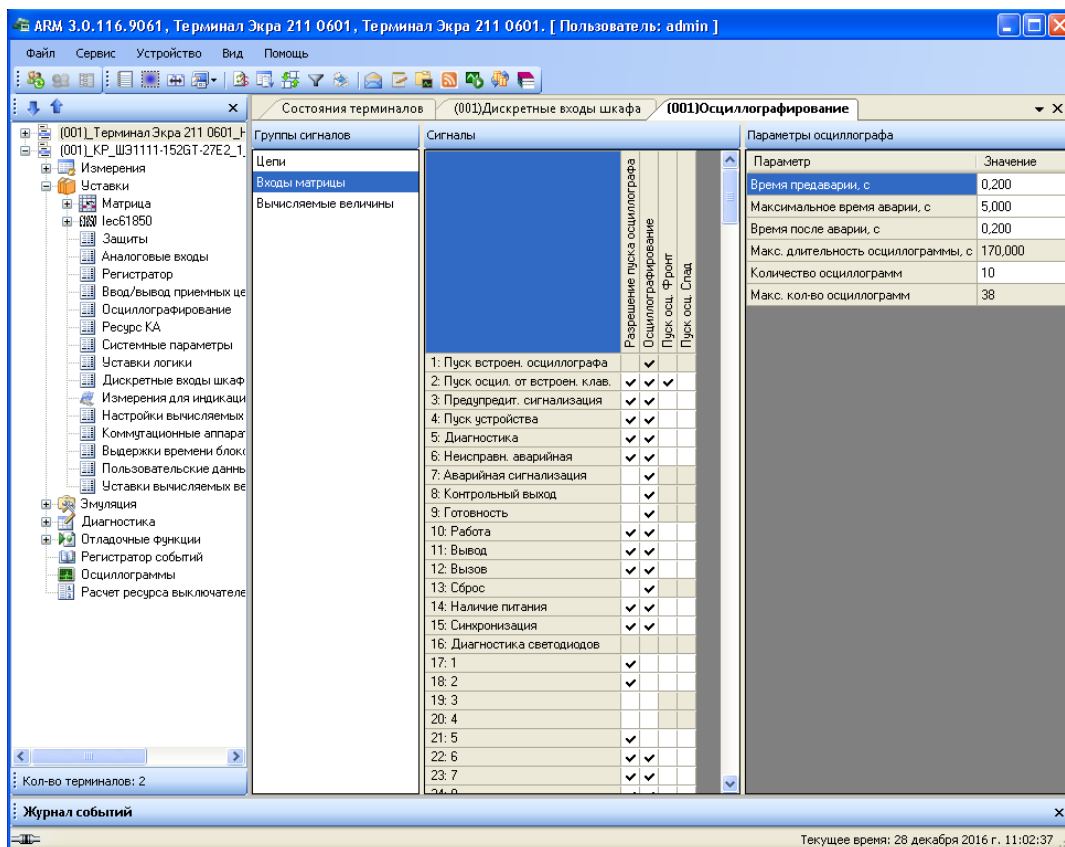 ARM 3.0.116.9061, Терминал Экра 211 0601, Терминал Экра 211 0601. [ Пользователь: admin ]
Файл Сервис Устройство Вид Помощь
Состояния терминалов (001)Дискретные входы шкафа (001)Осциллографирование
(001)_Терминал Экра 211 0601_Н
(001)_КР_ШЭ1111-152GT-27E2_1_
Измерения
Уставки
Матрица
Iec61850
Защиты
Аналоговые входы
Регистратор
Ввод/вывод приемных це
Осциллографирование
Ресурс КА
Системные параметры
Уставки логики
Дискретные входы шкаф
Измерения для индикаци
Настройки вычисляемых
Коммутационные аппара
Выдержки времени блок
Пользовательские данн
Уставки вычисляемых ве
Эмуляция
Диагностика
Отладочные функции
Регистратор событий
Осциллограммы
Расчет ресурса выключателе
Кол-во терминалов: 2
Группы сигналов
Цепи
Входы матрицы
Вычисляемые величины
Сигналы
Разрешение пуска осциллографа
Осциллографирование
Пуск осц. Фронт
Пуск осц. Спад
1: Пуск встроен. осциллографа
2: Пуск осцил. от встроен. клав.
3: Предупредит. сигнализация
4: Пуск устройства
5: Диагностика
6: Неисправн. аварийная
7: Аварийная сигнализация
8: Контрольный выход
9: Готовность
10: Работа
11: Вывод
12: Вызов
13: Сброс
14: Наличие питания
15: Синхронизация
16: Диагностика светодиодов
17: 1
18: 2
19: 3
20: 4
21: 5
22: 6
23: 7
24: 8
Параметры осциллографа
Параметр Значение
Время предаварии, с 0,200
Максимальное время аварии, с 5,000
Время после аварии, с 0,200
Макс. длительность осциллограммы, с 170,000
Количество осциллограмм 10
Макс. кол-во осциллограмм 38
Журнал событий
Текущее время: 28 декабря 2016 г. 11:02:37